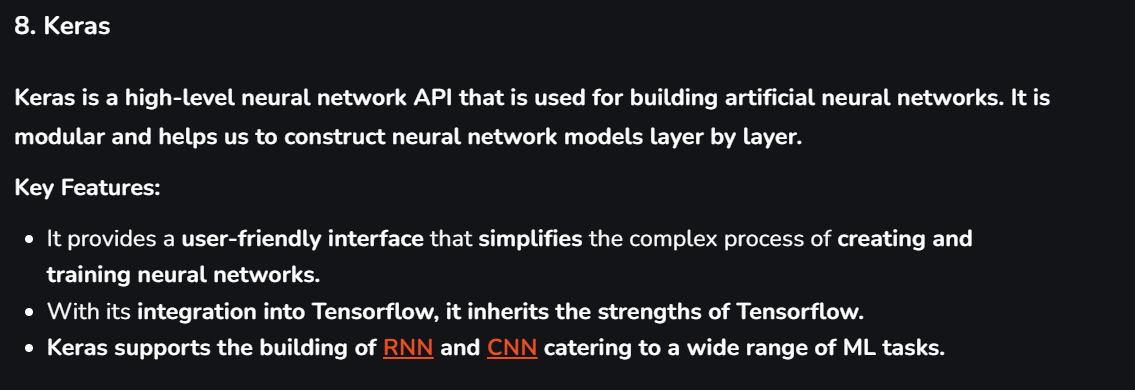 8. Keras
Keras is a high-level neural network API that is used for building artificial neural networks. It is
modular and helps us to construct neural network models layer by layer.
Key Features:
• It provides a user-friendly interface that simplifies the complex process of creating and
training neural networks.
• With its integration into Tensorflow, it inherits the strengths of Tensorflow.
• Keras supports the building of RNN and CNN catering to a wide range of ML tasks.